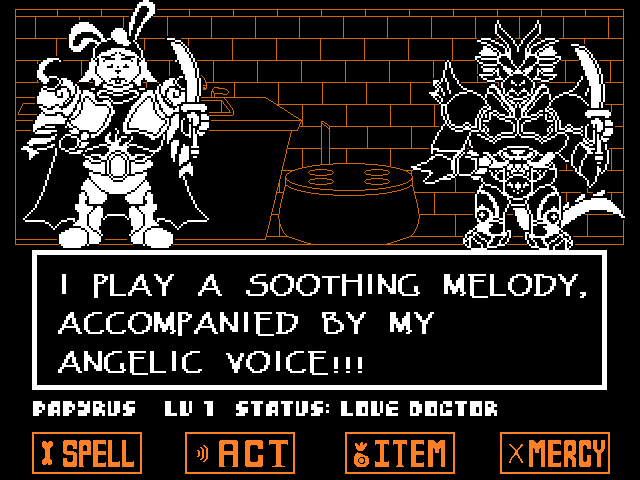 I PLAY A SOOTHING MELODY,
ACCOMPANIED BY MY
ANGELIC VOICE!!!
PAPYRUS LV 1 STATUS: LOVE DOCTOR
SPELL ACT ITEM MERCY